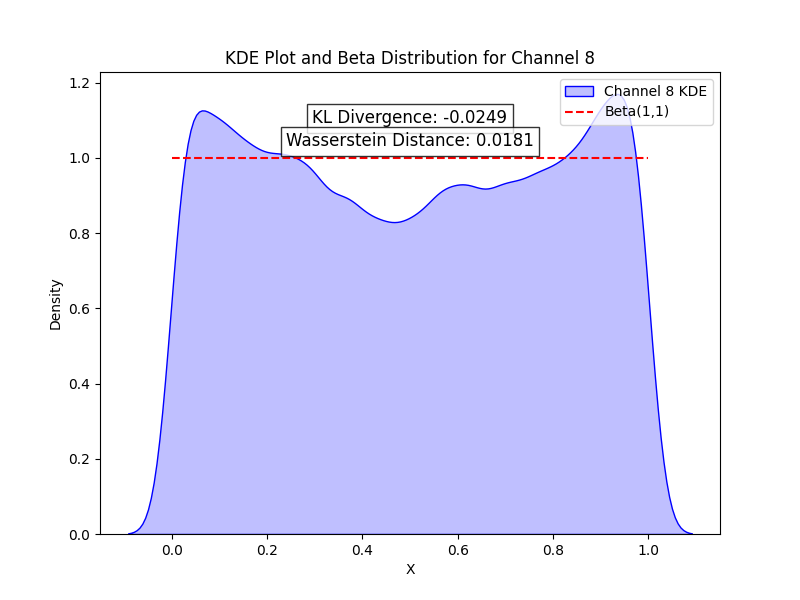 KDE Plot and Beta Distribution for Channel 8
1.2
1.0
0.8
0.6
0.4
0.2
0.0
Density
KL Divergence: -0.0249
Wasserstein Distance: 0.0181
Channel 8 KDE
Beta(1,1)
0.0 0.2 0.4 0.6 0.8 1.0
X